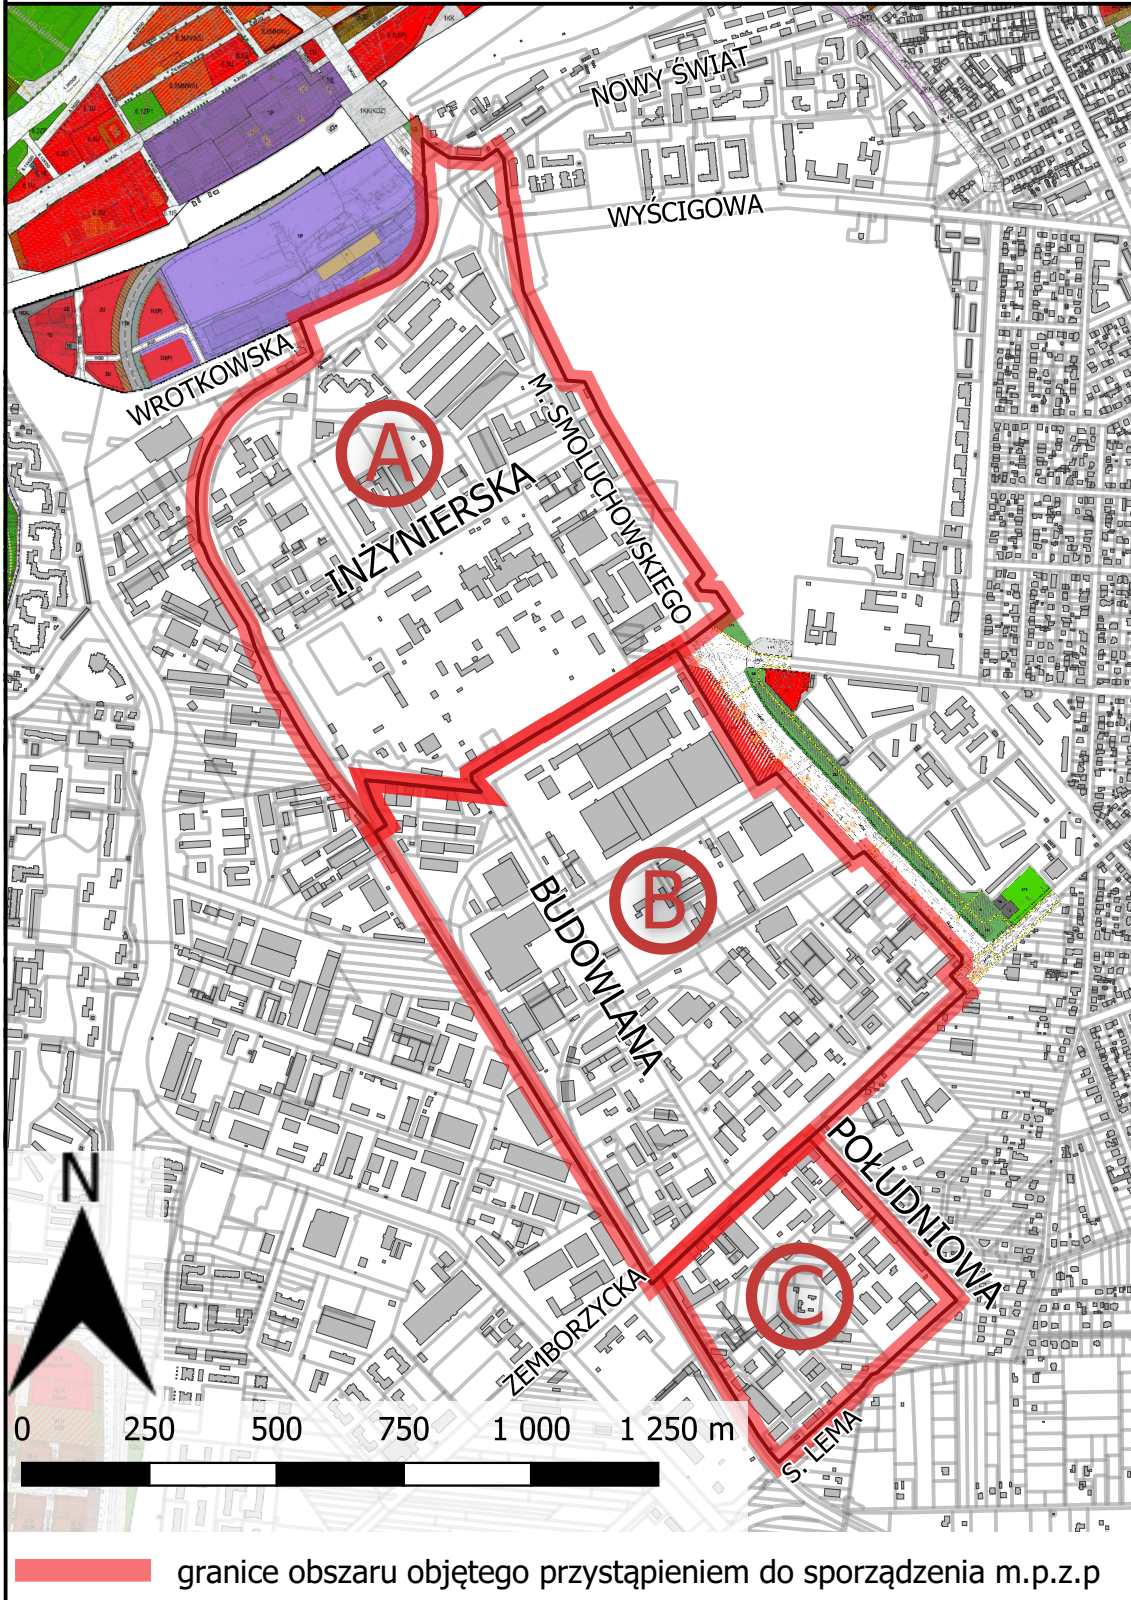 NOWY ŚWIAT
WYŚCIGOWA
WROTKOWSKA
M. SMOLUCHOWSKIEGO
A
INŻYNIERSKA
B
BUDOWLANA
POŁUDNIOWA
C
ZEMBORZYCKA
S. LEMA
N
0 250 500 750 1 000 1 250 m
granice obszaru objętego przystąpieniem do sporządzenia m.p.z.p